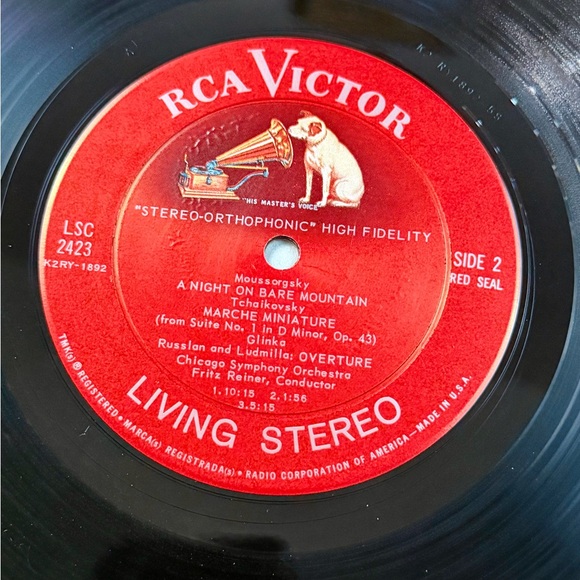 RCA VICTOR
"HIS MASTER'S VOICE"
"STEREO-ORTHOPHONIC" HIGH FIDELITY
LSC
2423
K2RY-1892
SIDE 2
RED SEAL
Moussorgsky
A NIGHT ON BARE MOUNTAIN
Tchaikovsky
MARCHE MINIATURE
(from Suite No. 1 in D Minor, Op. 43)
Glinka
Russlan and Ludmilla: OVERTURE
Chicago Symphony Orchestra
Fritz Reiner, Conductor
1.10:15 2.1:56
3.5:15
LIVING STEREO
TMK(s) ® REGISTERED • MARCA(s) REGISTRADA(s) • RADIO CORPORATION OF AMERICA—MADE IN U.S.A.